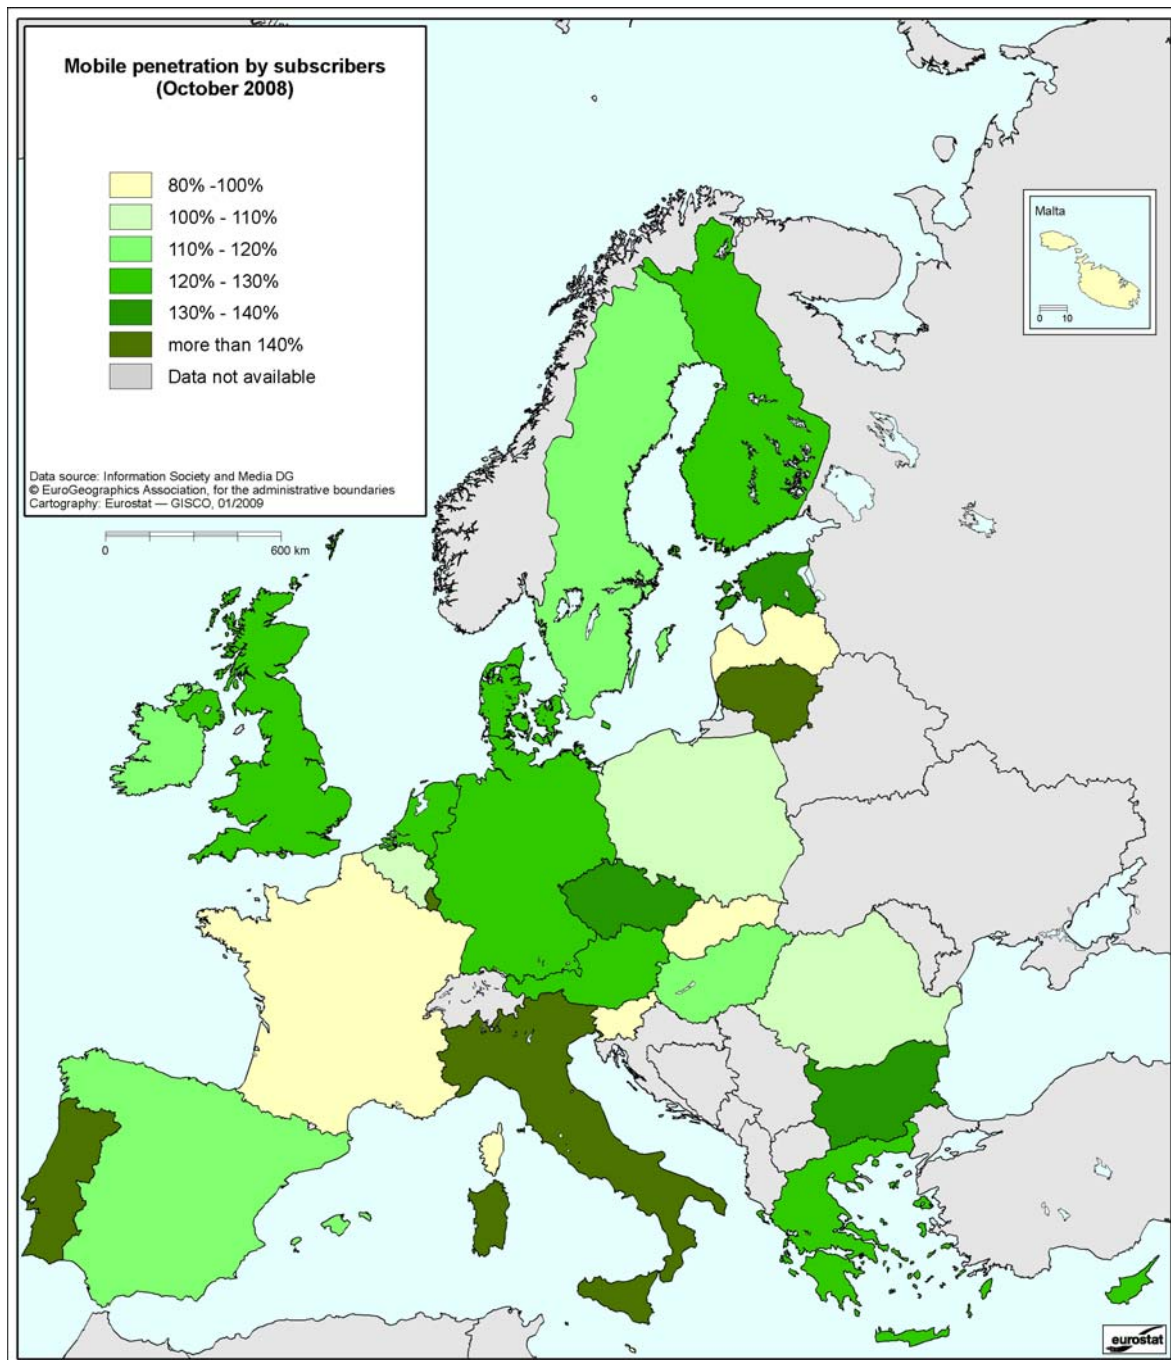 Mobile penetration by subscribers
(October 2008)
80% -100%
100% - 110%
110% - 120%
120% - 130%
130% - 140%
more than 140%
Data not available
Data source: Information Society and Media DG
© EuroGeographics Association, for the administrative boundaries
Cartography: Eurostat — GISCO, 01/2009
0 600 km
Malta
0 10
eurostat